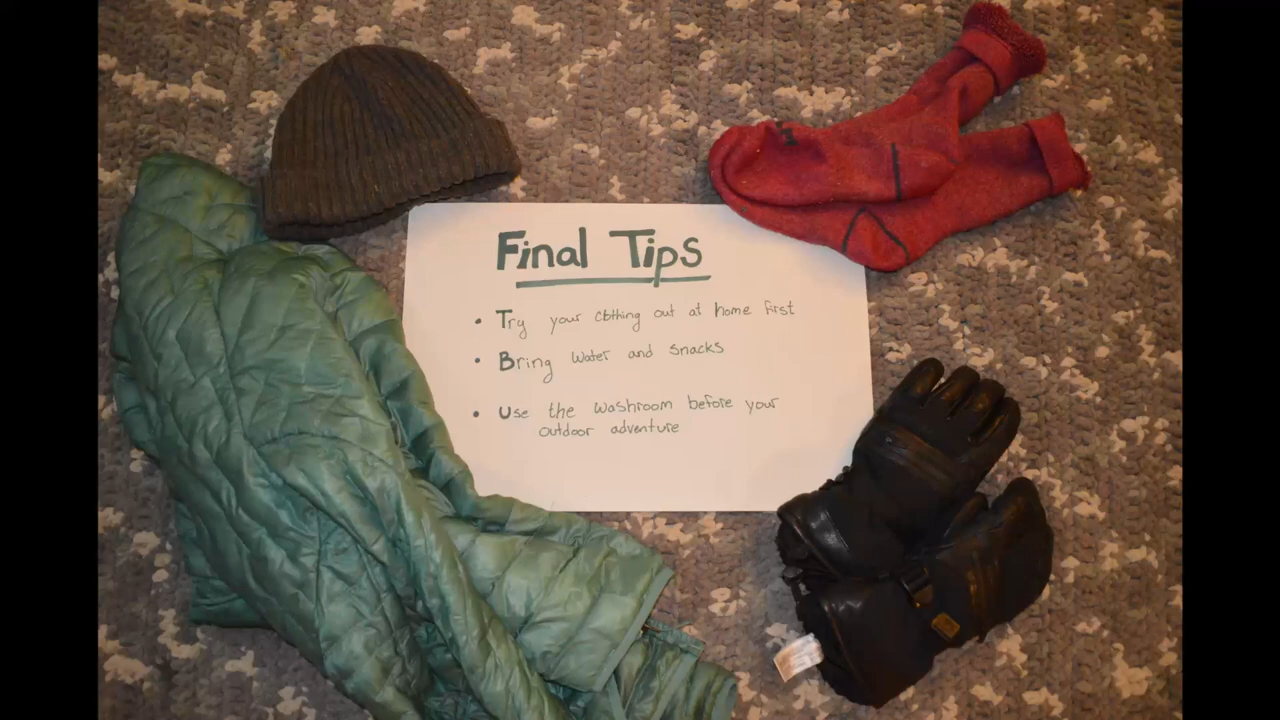 Final Tips
• Try your clothing out at home first
• Bring water and snacks
• Use the washroom before your
outdoor adventure